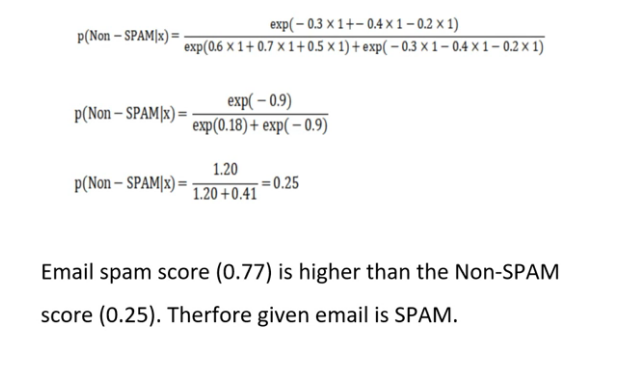 p(Non – SPAM|x) = exp(– 0.3 × 1+– 0.4 × 1 – 0.2 × 1) / exp(0.6 × 1+ 0.7 × 1+ 0.5 × 1)+ exp( – 0.3 × 1– 0.4 × 1– 0.2 × 1)
p(Non – SPAM|x) = exp( – 0.9) / exp(0.18)+ exp( – 0.9)
p(Non – SPAM|x) = 1.20 / 1.20 +0.41 =0.25
Email spam score (0.77) is higher than the Non-SPAM
score (0.25). Therfore given email is SPAM.